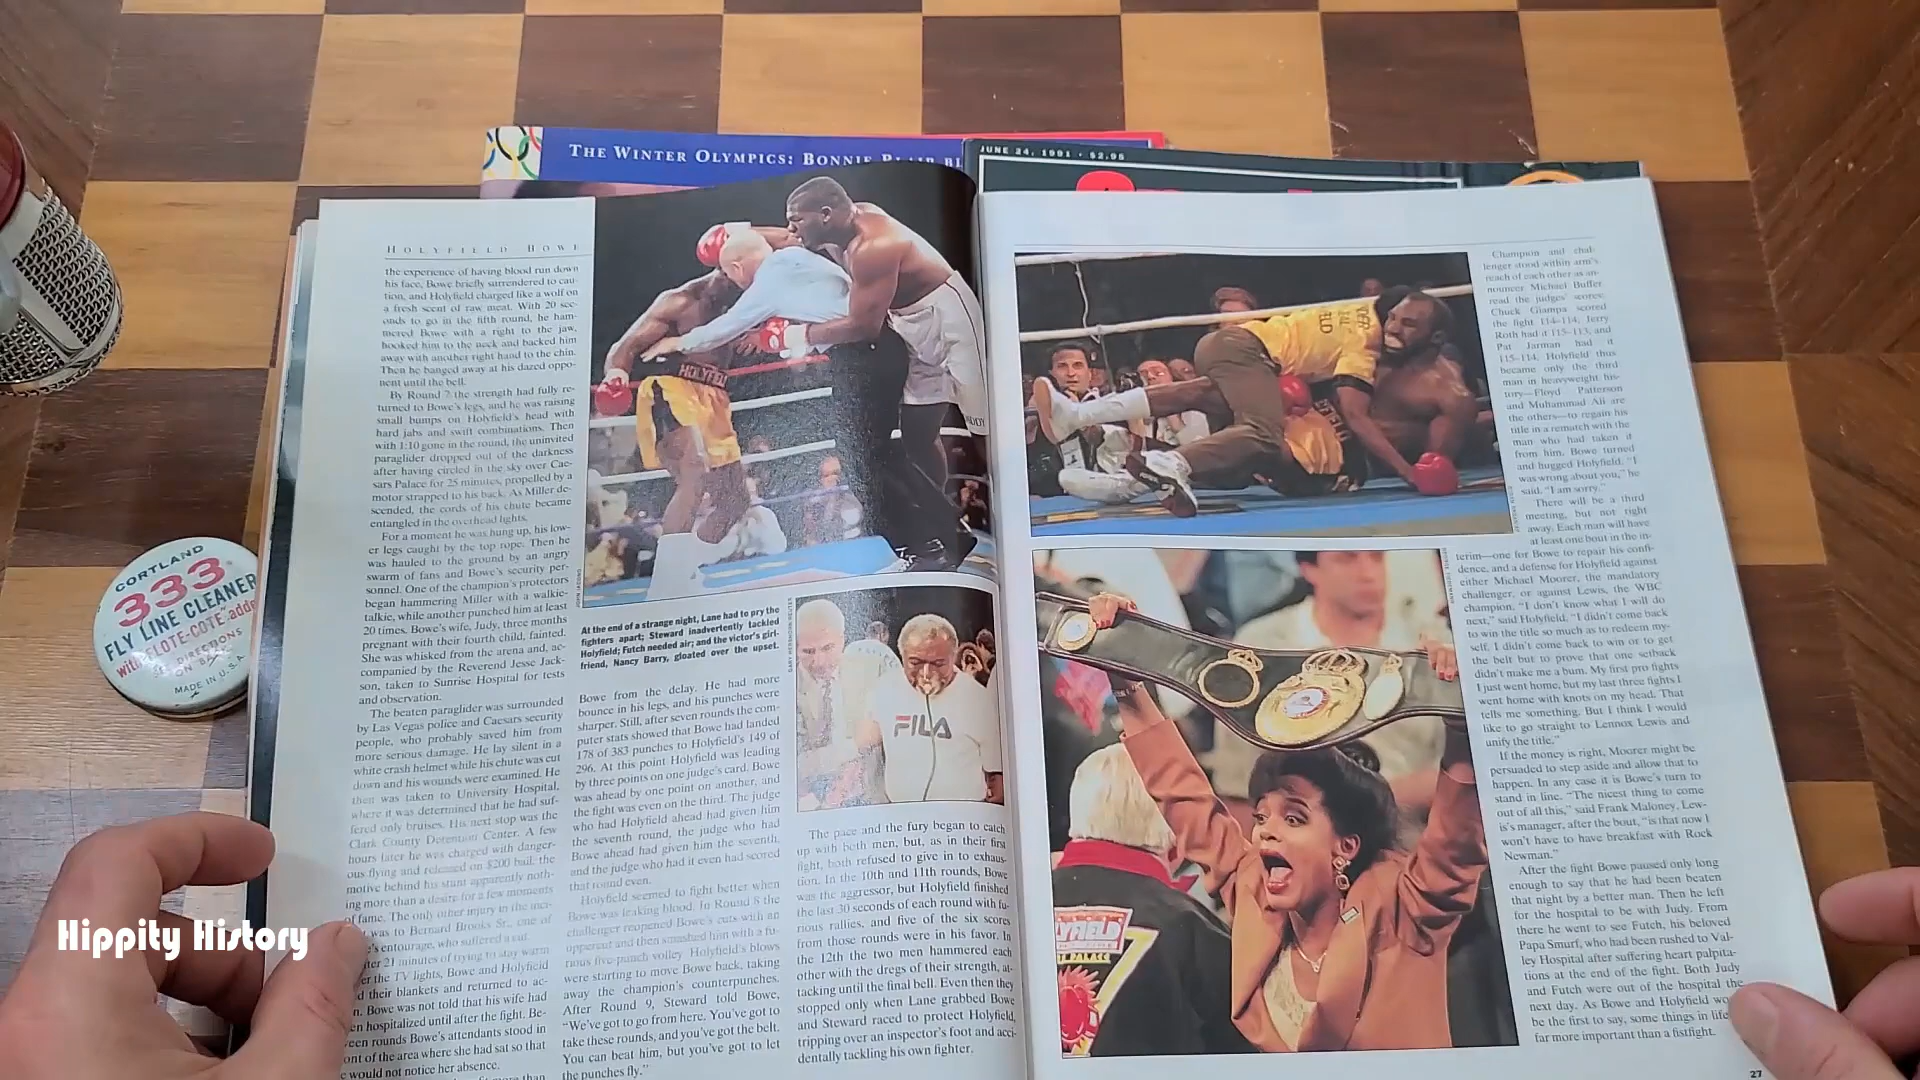 THE WINTER OLYMPICS: BONNIE BLAIR BL
JUNE 24, 1991 • $2.95
HOLYFIELD BOWE
the experience of having blood run down
his face, Bowe briefly surrendered to cau-
tion, and Holyfield charged like a wolf on
a fresh scent of raw meat. With 20 sec-
onds to go in the fifth round, he ham-
mered Bowe with a right to the jaw,
hooked him to the neck and backed him
away with another right hand to the chin.
Then he banged away at his dazed oppo-
nent until the bell.
By Round 7 the strength had fully re-
turned to Bowe's legs, and he was raising
small bumps on Holyfield's head with
hard jabs and swift combinations. Then
with 1:10 gone in the round, the uninvited
paraglider dropped out of the darkness
after having circled in the sky over Cae-
sars Palace for 25 minutes, propelled by a
motor strapped to his back. As Miller de-
scended, the cords of his chute became
entangled in the overhead lights.
For a moment he was hung up, his low-
er legs caught by the top rope. Then he
was hauled to the ground by an angry
swarm of fans and Bowe's security per-
sonnel. One of the champion's protectors
began hammering Miller with a walkie-
talkie, while another punched him at least
20 times. Bowe's wife, Judy, three months
pregnant with their fourth child, fainted.
She was whisked from the arena and, ac-
companied by the Reverend Jesse Jack-
son, taken to Sunrise Hospital for tests
and observation.
The beaten paraglider was surrounded
by Las Vegas police and Caesars security
people, who probably saved him from
more serious damage. He lay silent in a
white crash helmet while his chute was cut
down and his wounds were examined. He
then was taken to University Hospital,
where it was determined that he had suf-
fered only bruises. His next stop was the
Clark County Detention Center. A few
hours later he was charged with danger-
ous flying and released on $200 bail, the
motive behind his stunt apparently noth-
ing more than a desire for a few moments
of fame. The only other injury in the inci-
was to Bernard Brooks Sr., one of
's entourage, who suffered a cut.
ter 21 minutes of trying to stay warm
er the TV lights, Bowe and Holyfield
d their blankets and returned to ac-
n. Bowe was not told that his wife had
en hospitalized until after the fight. Be-
een rounds Bowe's attendants stood in
ont of the area where she had sat so that
e would not notice her absence.
more than
HOLYFIELD
At the end of a strange night, Lane had to pry the
fighters apart; Steward inadvertently tackled
Holyfield; Futch needed air; and the victor's girl-
friend, Nancy Barry, gloated over the upset.
Bowe from the delay. He had more
bounce in his legs, and his punches were
sharper. Still, after seven rounds the com-
puter stats showed that Bowe had landed
178 of 383 punches to Holyfield's 149 of
296. At this point Holyfield was leading
by three points on one judge's card. Bowe
was ahead by one point on another, and
the fight was even on the third. The judge
who had Holyfield ahead had given him
the seventh round, the judge who had
Bowe ahead had given him the seventh,
and the judge who had it even had scored
that round even.
Holyfield seemed to fight better when
Bowe was leaking blood. In Round 8 the
challenger reopened Bowe's cuts with an
uppercut and then smashed him with a fu-
rious five-punch volley. Holyfield's blows
were starting to move Bowe back, taking
away the champion's counterpunches.
After Round 9, Steward told Bowe,
"We've got to go from here. You've got to
take these rounds, and you've got the belt.
You can beat him, but you've got to let
the punches fly."
FILA
The pace and the fury began to catch
up with both men, but, as in their first
fight, both refused to give in to exhaus-
tion. In the 10th and 11th rounds, Bowe
was the aggressor, but Holyfield finished
the last 30 seconds of each round with fu-
rious rallies, and five of the six scores
from those rounds were in his favor. In
the 12th the two men hammered each
other with the dregs of their strength, at-
tacking until the final bell. Even then they
stopped only when Lane grabbed Bowe
and Steward raced to protect Holyfield,
tripping over an inspector's foot and acci-
dentally tackling his own fighter.
Champion and chal-
lenger stood within arm's
reach of each other as an-
nouncer Michael Buffer
read the judges' scores:
Chuck Giampa scored
the fight 114–114, Jerry
Roth had it 115–113, and
Pat Jarman had it
115–114. Holyfield thus
became only the third
man in heavyweight his-
tory—Floyd Patterson
and Muhammad Ali are
the others—to regain his
title in a rematch with the
man who had taken it
from him. Bowe turned
and hugged Holyfield. "I
was wrong about you," he
said. "I am sorry."
There will be a third
meeting, but not right
away. Each man will have
at least one bout in the in-
terim—one for Bowe to repair his confi-
dence, and a defense for Holyfield against
either Michael Moorer, the mandatory
challenger, or against Lewis, the WBC
champion. "I don't know what I will do
next," said Holyfield. "I didn't come back
to win the title so much as to redeem my-
self. I didn't come back to win or to get
the belt but to prove that one setback
didn't make me a bum. My first pro fights
I just went home, but my last three fights I
went home with knots on my head. That
tells me something. But I think I would
like to go straight to Lennox Lewis and
unify the title."
If the money is right, Moorer might be
persuaded to step aside and allow that to
happen. In any case it is Bowe's turn to
stand in line. "The nicest thing to come
out of all this," said Frank Maloney, Lew-
is's manager, after the bout, "is that now I
won't have to have breakfast with Rock
Newman."
After the fight Bowe paused only long
enough to say that he had been beaten
that night by a better man. Then he left
for the hospital to be with Judy. From
there he went to see Futch, his beloved
Papa Smurf, who had been rushed to Val-
ley Hospital after suffering heart palpita-
tions at the end of the fight. Both Judy
and Futch were out of the hospital the
next day. As Bowe and Holyfield wo
be the first to say, some things in life
far more important than a fistfight.
27
CORTLAND
333
FLY LINE CLEANER
with FLOTE-COTE adde
SEE DIRECTIONS
ON BACK
MADE IN U.S.A.
Hippity History